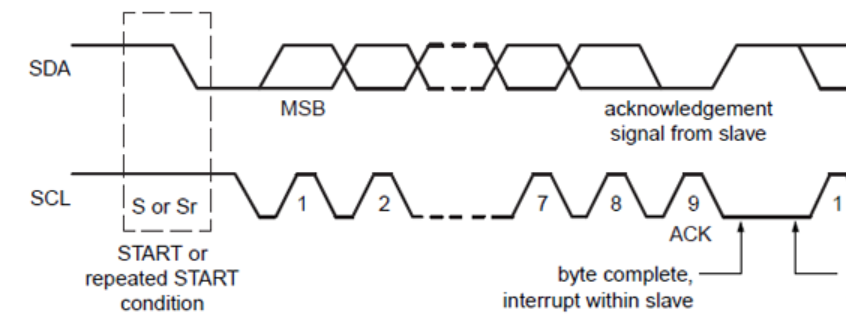 SDA
MSB
acknowledgement
signal from slave
SCL
S or Sr
1
2
7
8
9
1
ACK
START or
repeated START
condition
byte complete,
interrupt within slave